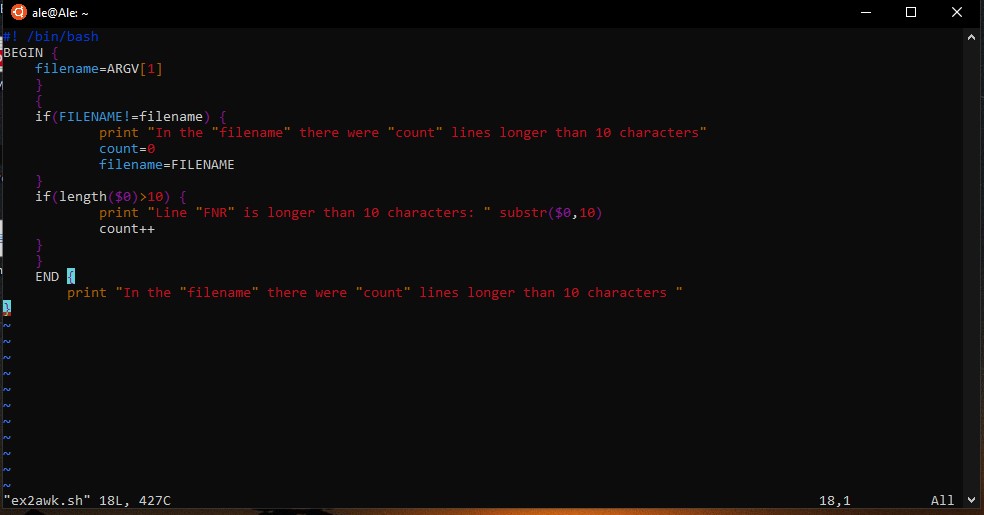 ale@Ale: ~
#! /bin/bash
BEGIN {
    filename=ARGV[1]
    }
    {
    if(FILENAME!=filename) {
            print "In the "filename" there were "count" lines longer than 10 characters"
            count=0
            filename=FILENAME
    }
    if(length($0)>10) {
            print "Line "FNR" is longer than 10 characters: " substr($0,10)
            count++
    }
    }
    END {
        print "In the "filename" there were "count" lines longer than 10 characters "
}
~
~
~
~
~
~
~
~
~
~
~
"ex2awk.sh" 18L, 427C 18,1 All